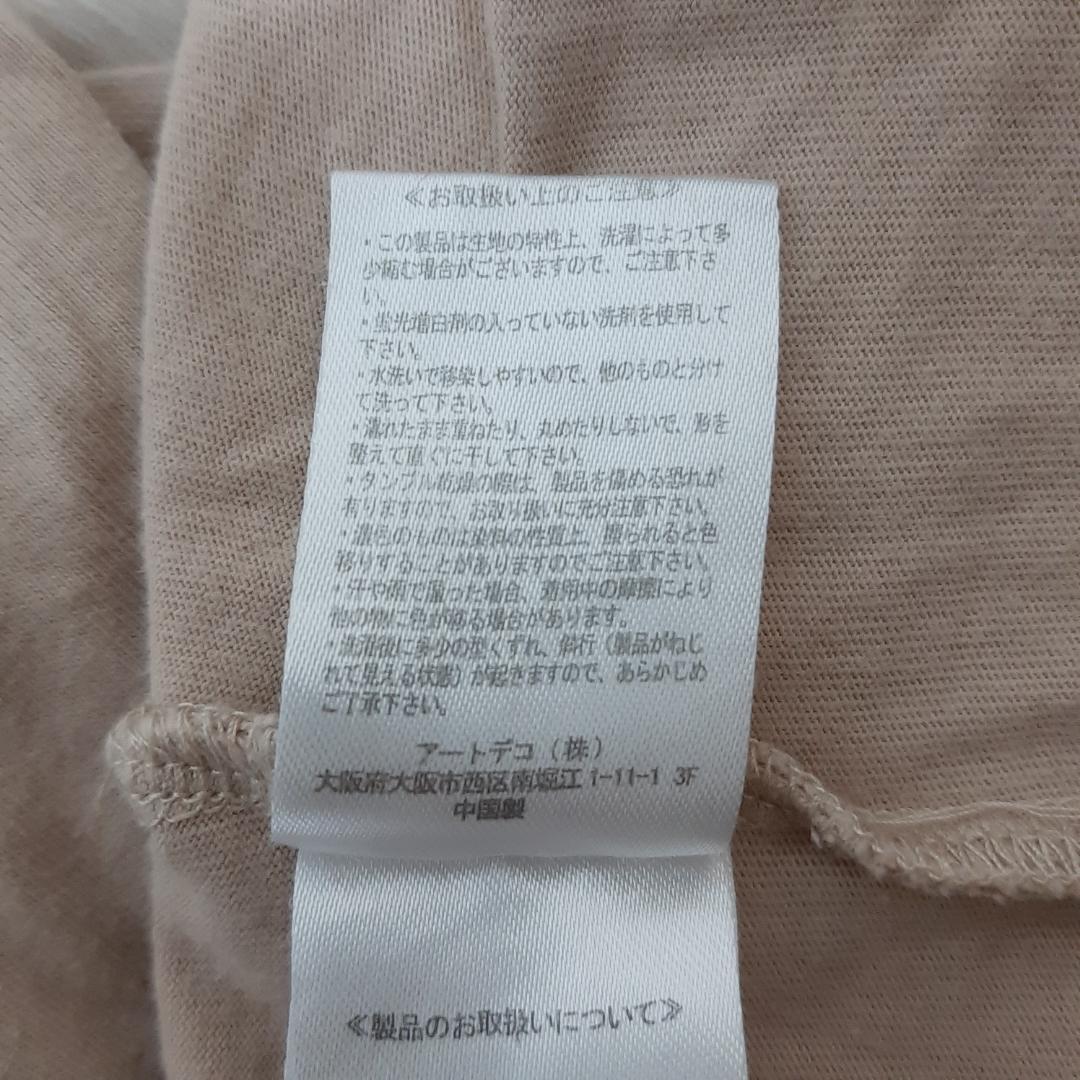 ≪お取扱い上のご注意≫
・この製品は生地の特性上、洗濯によって多
少縮む場合がございますので、ご注意下さ
い。
・蛍光増白剤の入っていない洗剤を使用して
下さい。
・水洗いで移染しやすいので、他のものと分け
て洗って下さい。
・濡れたまま重ねたり、丸めたりしないで、形を
整えて直ぐに干して下さい。
・タンブル乾燥の際は、製品を傷める恐れが
有りますので、お取り扱いに充分注意下さい。
・濃色のものは染料の性質上、擦られると色
移りすることがありますのでご注意下さい。
・汗や雨で湿った場合、着用中の摩擦により
他の物に色が移る場合があります。
・洗濯後に多少の型くずれ、斜行（製品がねじ
れて見える状態）が起きますので、あらかじめ
ご了承下さい。
アートデコ（株）
大阪府大阪市西区南堀江1-11-1 3F
中国製
≪製品のお取扱いについて≫